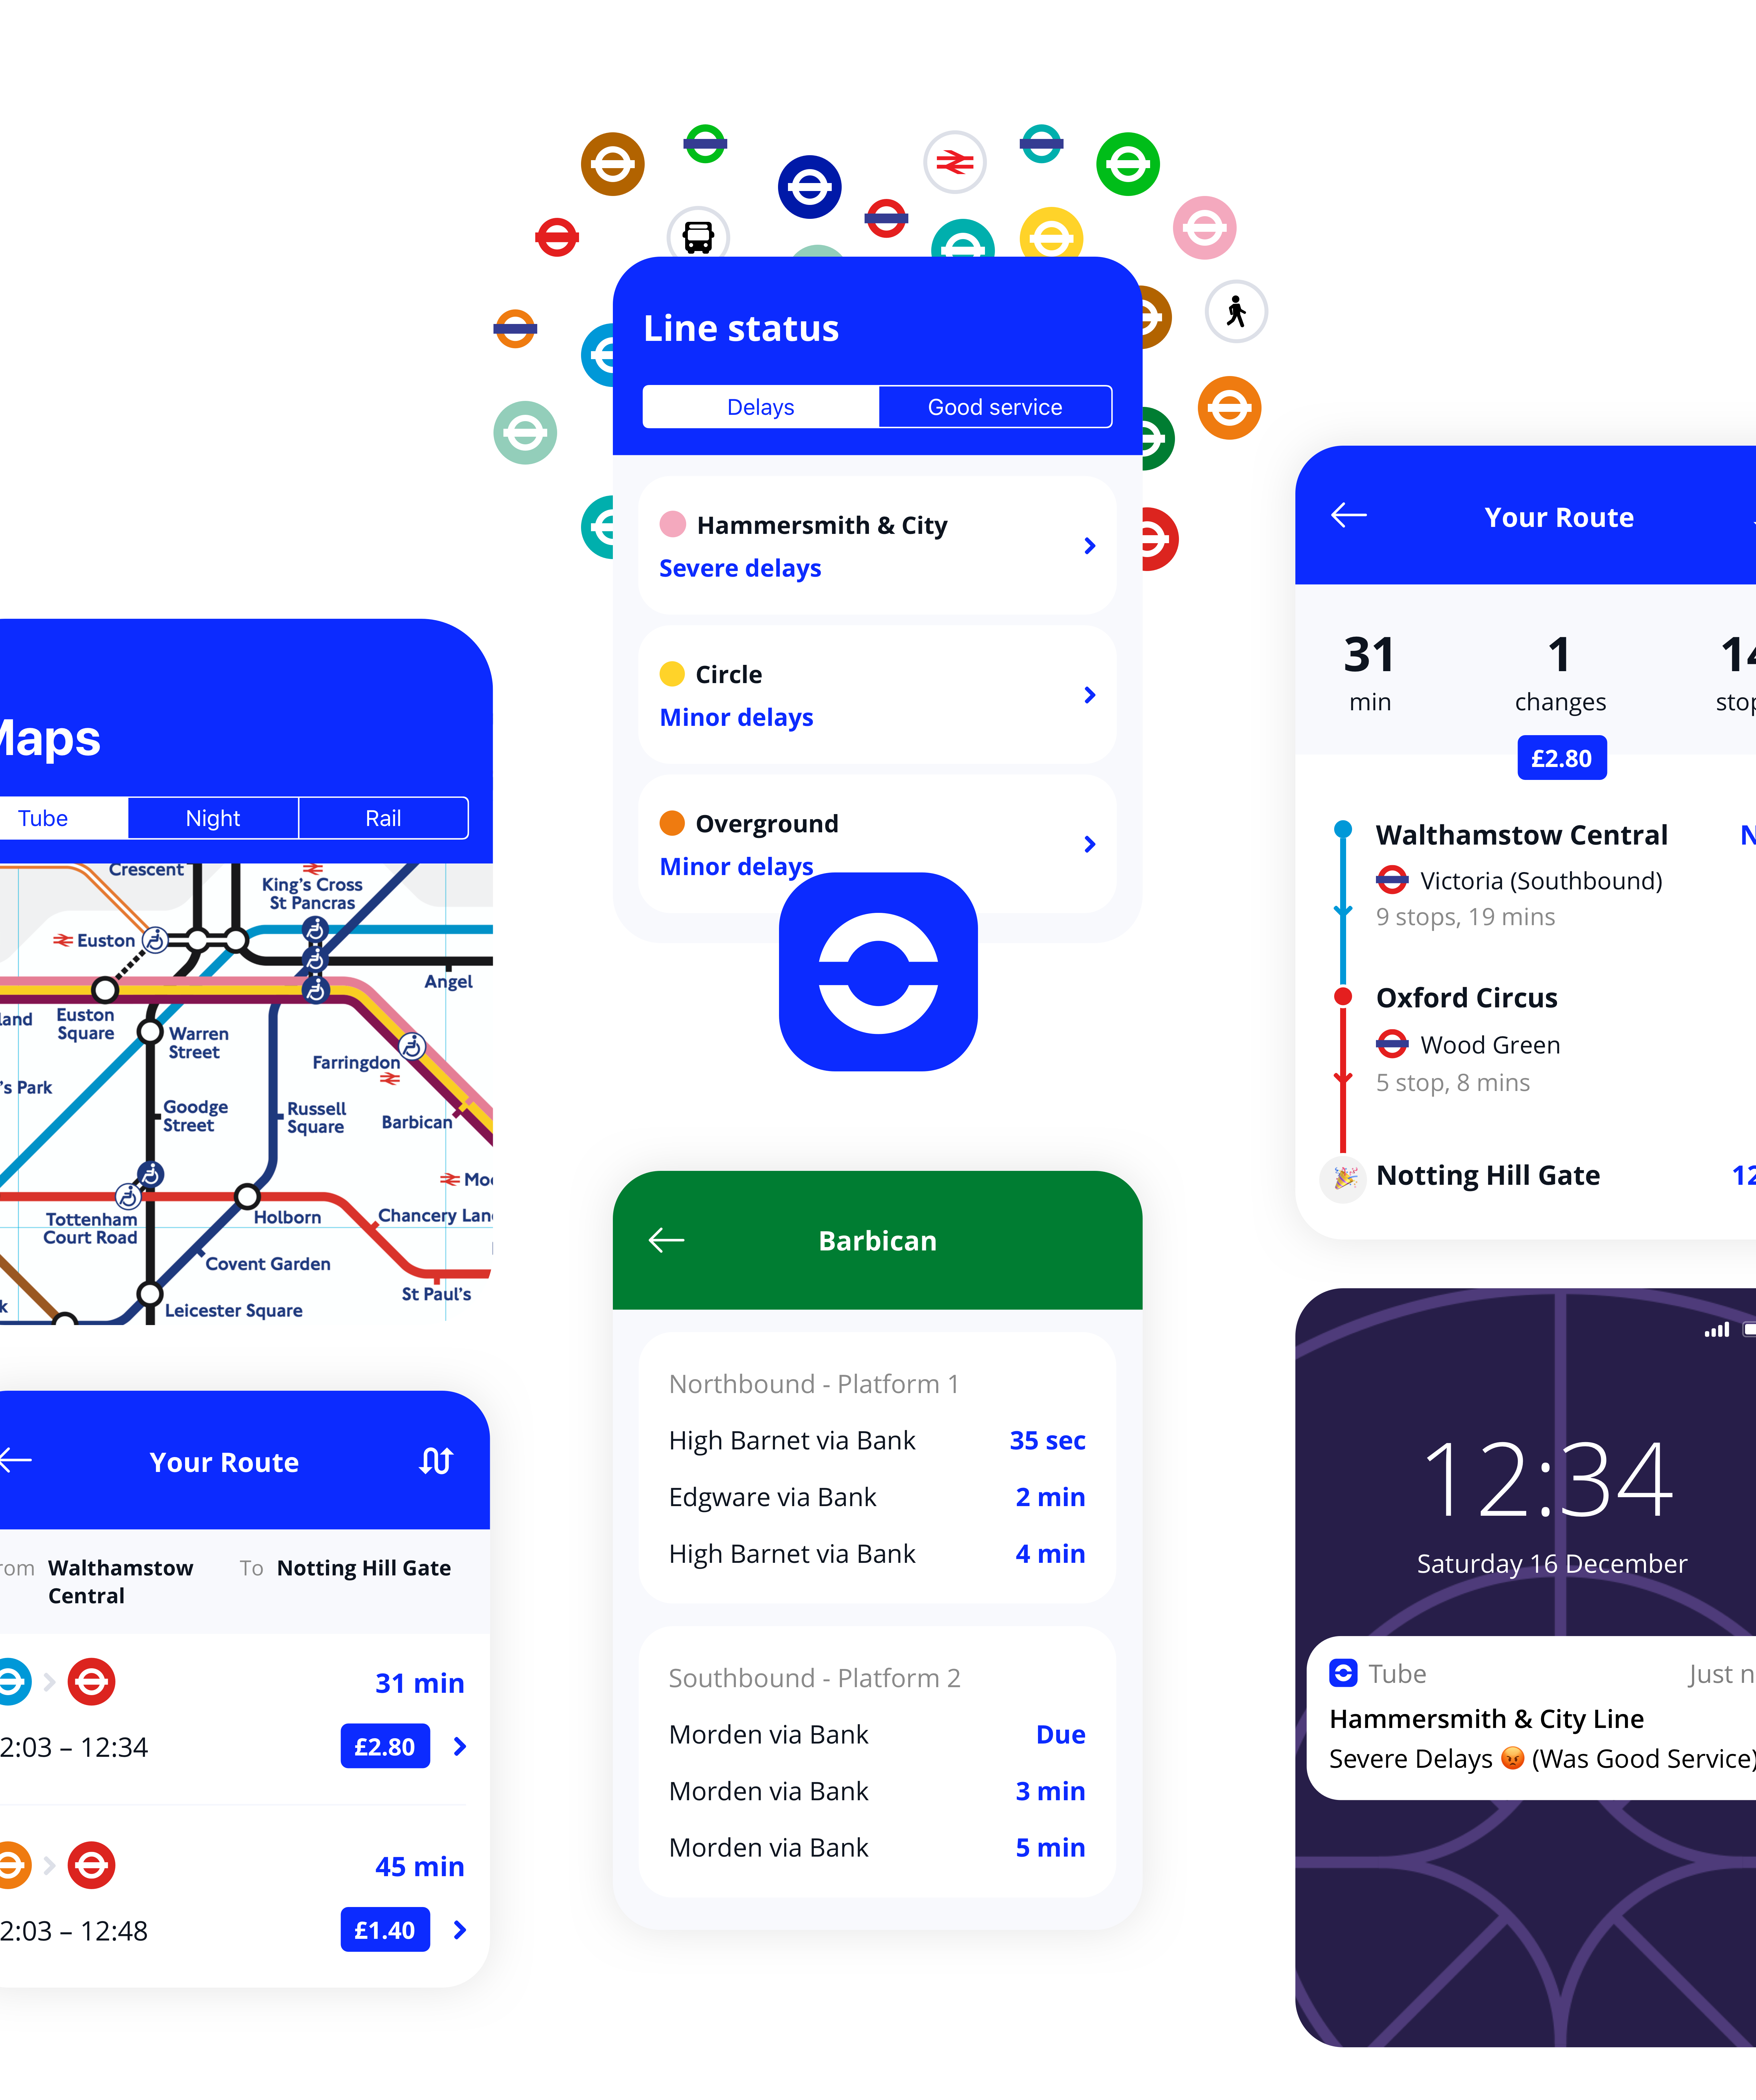 Line status
Delays
Good service
Hammersmith & City
Severe delays
Circle
Minor delays
Overground
Minor delays
Maps
Tube
Night
Rail
Crescent
King's Cross
St Pancras
Euston
Angel
Euston
Square
Warren
Street
Farringdon
's Park
Goodge
Street
Russell
Square
Barbican
Tottenham
Court Road
Holborn
Chancery Lan
Covent Garden
St Paul's
Leicester Square
Your Route
31
min
1
changes
14
stop
£2.80
Walthamstow Central
Victoria (Southbound)
9 stops, 19 mins
Oxford Circus
Wood Green
5 stop, 8 mins
Notting Hill Gate
12
Barbican
Northbound - Platform 1
High Barnet via Bank
35 sec
Edgware via Bank
2 min
High Barnet via Bank
4 min
Southbound - Platform 2
Morden via Bank
Due
Morden via Bank
3 min
Morden via Bank
5 min
Your Route
From
Walthamstow
Central
To
Notting Hill Gate
31 min
2:03 – 12:34
£2.80
45 min
2:03 – 12:48
£1.40
12:34
Saturday 16 December
Tube
Just n
Hammersmith & City Line
Severe Delays 😡 (Was Good Service)